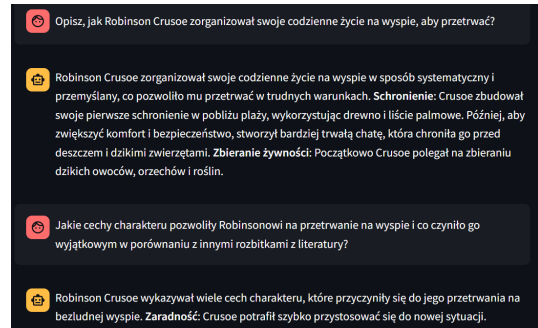 Opisz, jak Robinson Crusoe zorganizował swoje codzienne życie na wyspie, aby przetrwać?
Robinson Crusoe zorganizował swoje codzienne życie na wyspie w sposób systematyczny i
przemyślany, co pozwoliło mu przetrwać w trudnych warunkach. Schronienie: Crusoe zbudował
swoje pierwsze schronienie w pobliżu plaży, wykorzystując drewno i liście palmowe. Później, aby
zwiększyć komfort i bezpieczeństwo, stworzył bardziej trwałą chatę, która chroniła go przed
deszczem i dzikimi zwierzętami. Zbieranie żywności: Początkowo Crusoe polegał na zbieraniu
dzikich owoców, orzechów i roślin.
Jakie cechy charakteru pozwoliły Robinsonowi na przetrwanie na wyspie i co czyniło go
wyjątkowym w porównaniu z innymi rozbitkami z literatury?
Robinson Crusoe wykazywał wiele cech charakteru, które przyczyniły się do jego przetrwania na
bezludnej wyspie. Zaradność: Crusoe potrafił szybko przystosować się do nowej sytuacji.